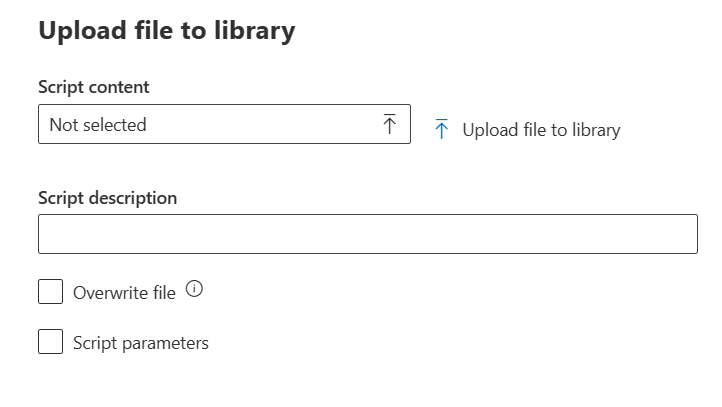 Upload file to library
Script content
Not selected
Upload file to library
Script description
Overwrite file
Script parameters